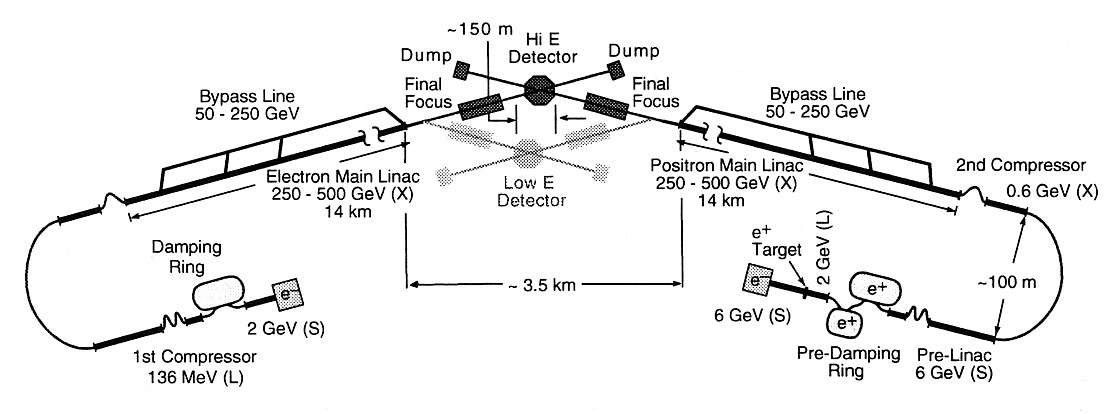 ~150 m
Hi E
Detector
Dump
Dump
Final
Focus
Final
Focus
Bypass Line
50 - 250 GeV
Bypass Line
50 - 250 GeV
Electron Main Linac
250 - 500 GeV (X)
14 km
Low E
Detector
Positron Main Linac
250 - 500 GeV (X)
14 km
2nd Compressor
0.6 GeV (X)
Damping
Ring
e-
2 GeV (S)
1st Compressor
136 MeV (L)
~ 3.5 km
e+
Target
2 GeV (L)
e-
6 GeV (S)
e+
e+
~100 m
Pre-Damping
Ring
Pre-Linac
6 GeV (S)